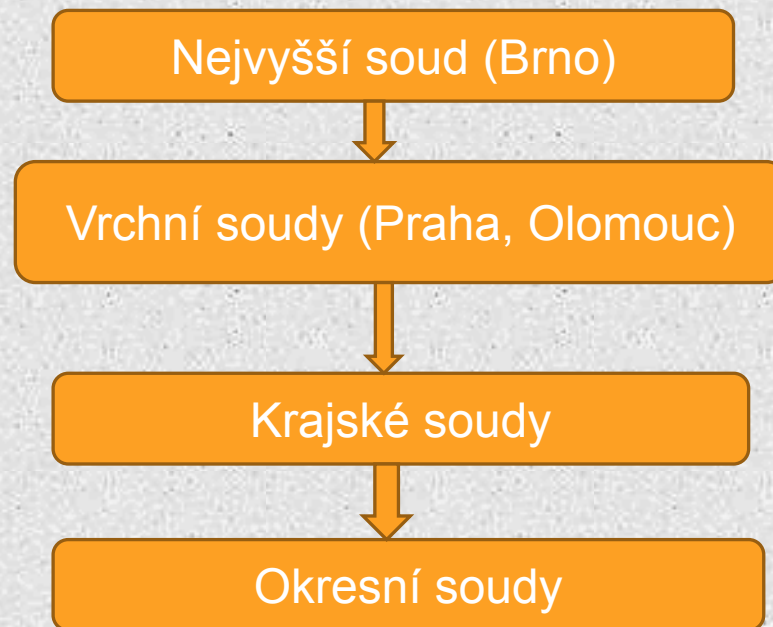 Nejvyšší soud (Brno)
Vrchní soudy (Praha, Olomouc)
Krajské soudy
Okresní soudy